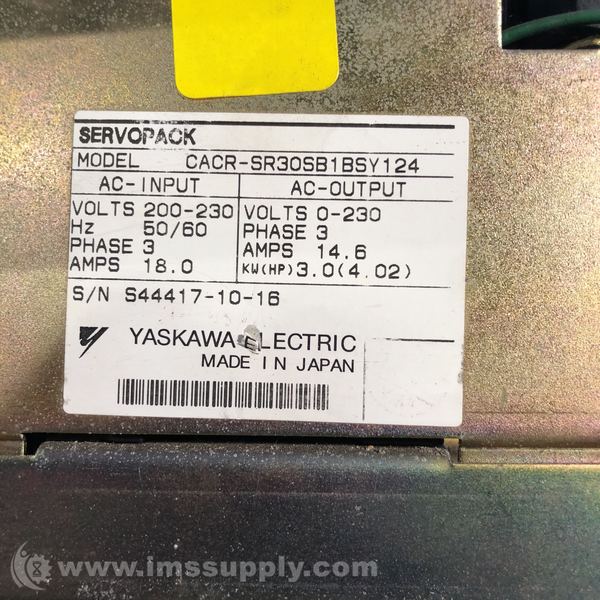 SERVOPACK
MODEL CACR-SR30SB1BSY124
AC-INPUT AC-OUTPUT
VOLTS 200-230 VOLTS 0-230
Hz 50/60 PHASE 3
PHASE 3 AMPS 14.6
AMPS 18.0 KW(HP)3.0(4.02)
S/N S44417-10-16
YASKAWA ELECTRIC
MADE IN JAPAN
www.imssupply.com